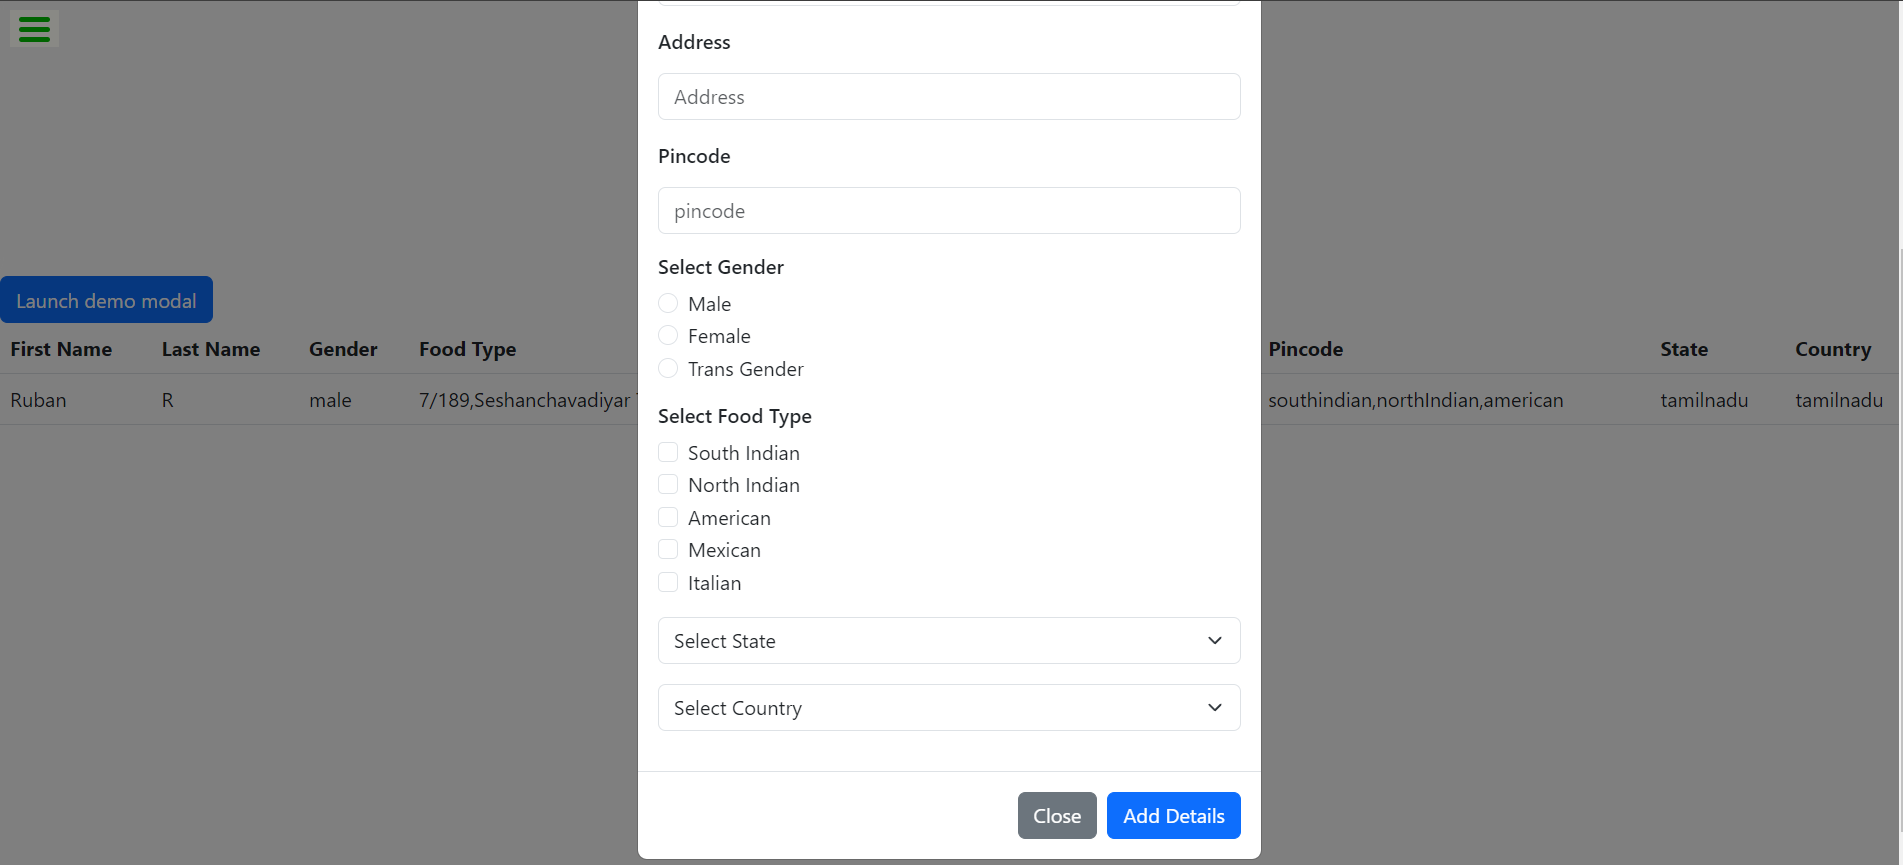 Address
Address
Pincode
pincode
Select Gender
Male
Female
Trans Gender
Select Food Type
South Indian
North Indian
American
Mexican
Italian
Select State
Select Country
Close Add Details
Launch demo modal
First Name Last Name Gender Food Type Pincode State Country
Ruban R male 7/189,Seshanchavadiyar southindian,northIndian,american tamilnadu tamilnadu